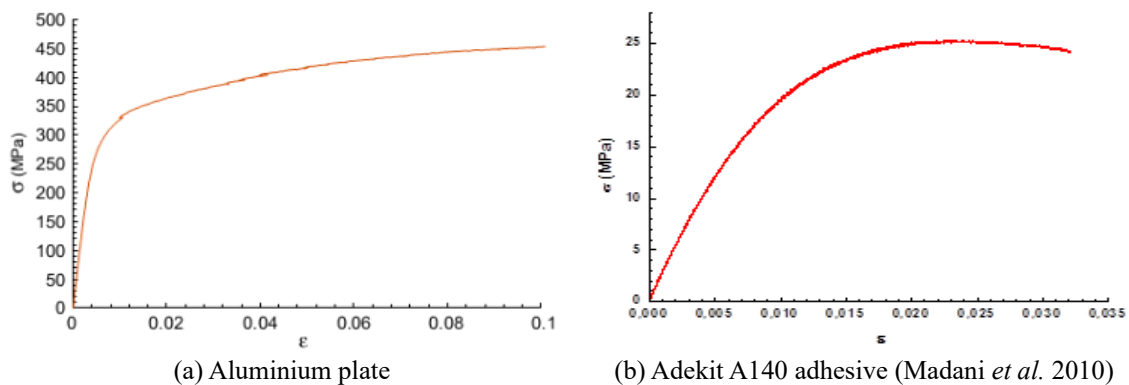 500
450
400
350
300
250
200
150
100
50
0
σ (MPa)
0 0.02 0.04 0.06 0.08 0.1
ε
25
20
15
10
5
0
σ (MPa)
0,000 0,005 0,010 0,015 0,020 0,025 0,030 0,035
ε
(a) Aluminium plate
(b) Adekit A140 adhesive (Madani et al. 2010)